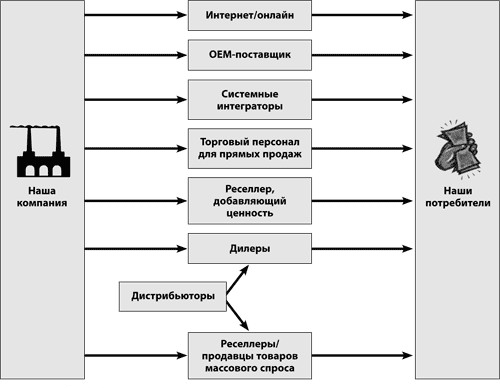 Интернет/онлайн
OEM-поставщик
Системные
интеграторы
Торговый персонал
для прямых продаж
Наша
компания
Реселлер,
добавляющий
ценность
Наши
потребители
Дилеры
Дистрибьюторы
Реселлеры/
продавцы товаров
массового спроса